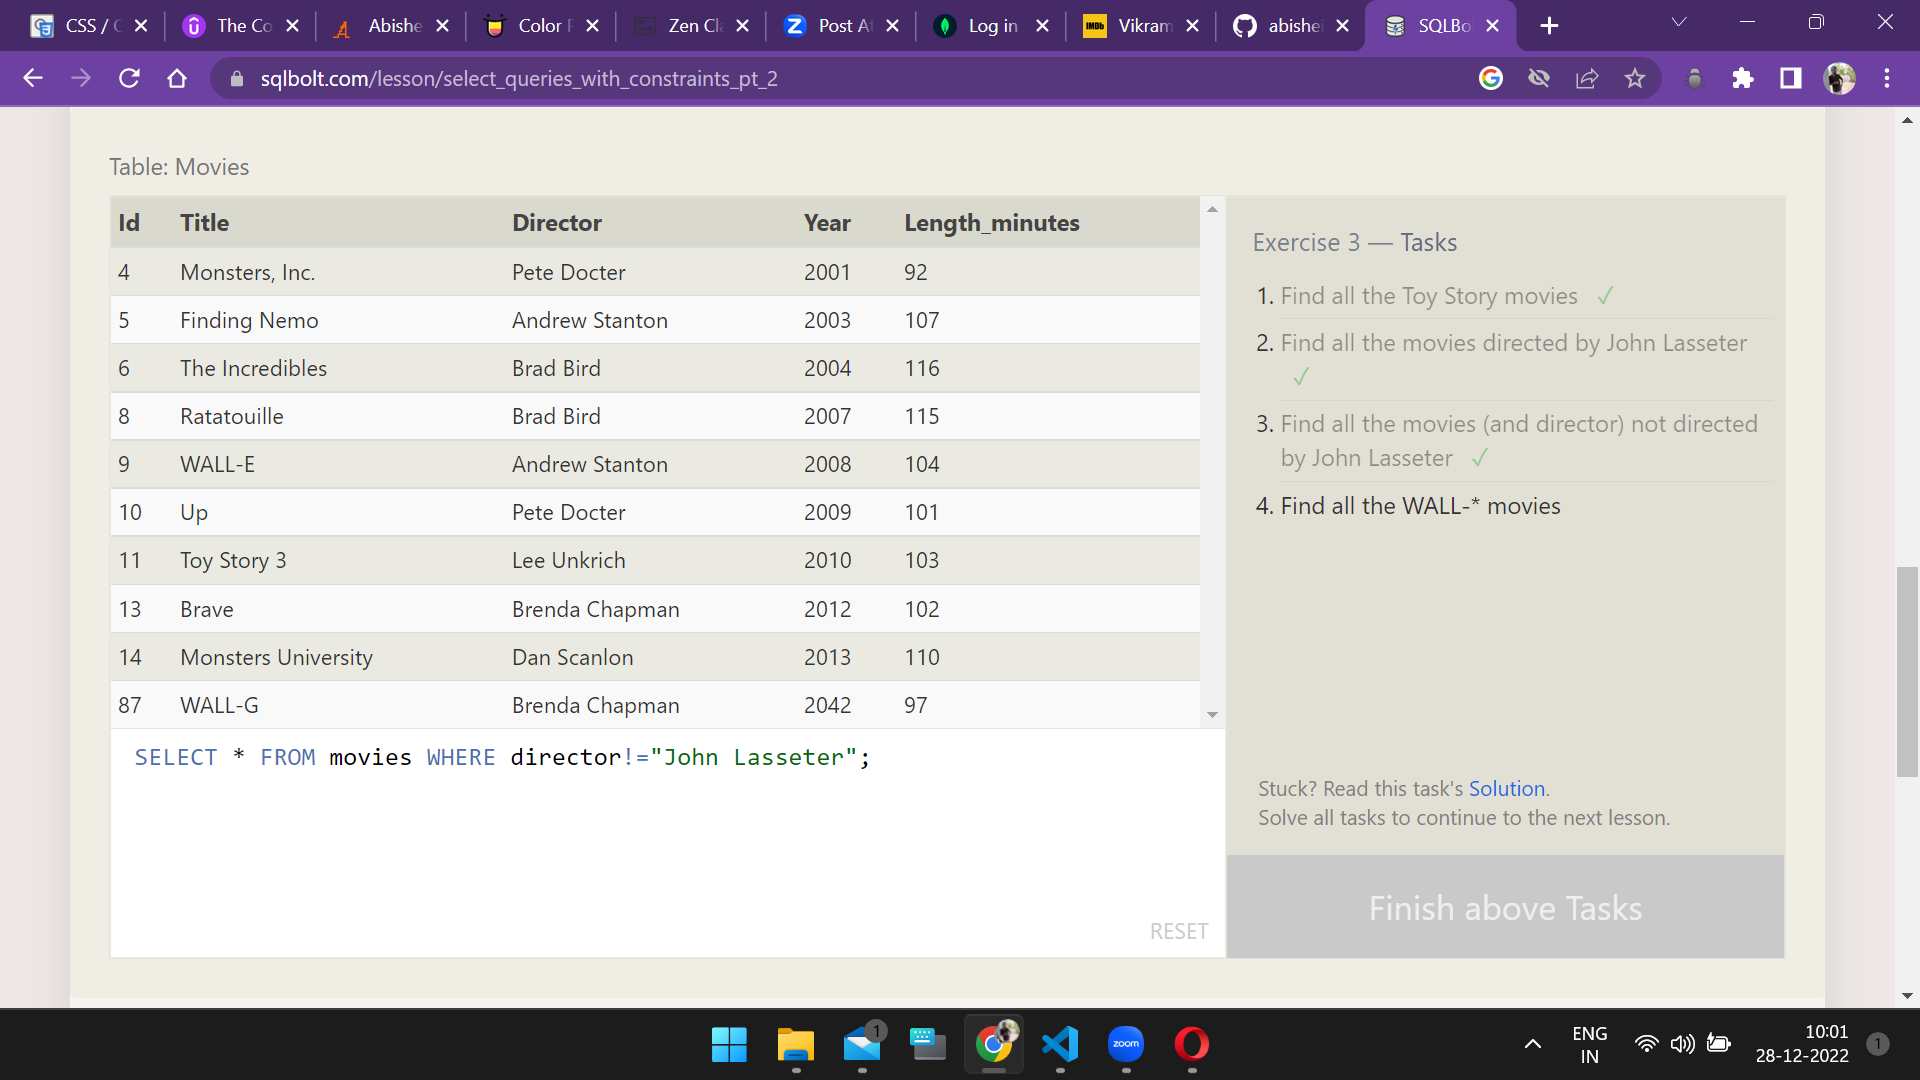 CSS / C
The Co
Abishe
Color F
Zen Cl
Post At
Log in
IMDb
Vikram
abishe
SQLBo
sqlbolt.com/lesson/select_queries_with_constraints_pt_2
Table: Movies
Id Title Director Year Length_minutes
4 Monsters, Inc. Pete Docter 2001 92
5 Finding Nemo Andrew Stanton 2003 107
6 The Incredibles Brad Bird 2004 116
8 Ratatouille Brad Bird 2007 115
9 WALL-E Andrew Stanton 2008 104
10 Up Pete Docter 2009 101
11 Toy Story 3 Lee Unkrich 2010 103
13 Brave Brenda Chapman 2012 102
14 Monsters University Dan Scanlon 2013 110
87 WALL-G Brenda Chapman 2042 97
SELECT * FROM movies WHERE director!="John Lasseter";
RESET
Exercise 3 — Tasks
1. Find all the Toy Story movies ✓
2. Find all the movies directed by John Lasseter
✓
3. Find all the movies (and director) not directed
by John Lasseter ✓
4. Find all the WALL-* movies
Stuck? Read this task's Solution.
Solve all tasks to continue to the next lesson.
Finish above Tasks
1
zoom
ENG
IN
10:01
28-12-2022
1